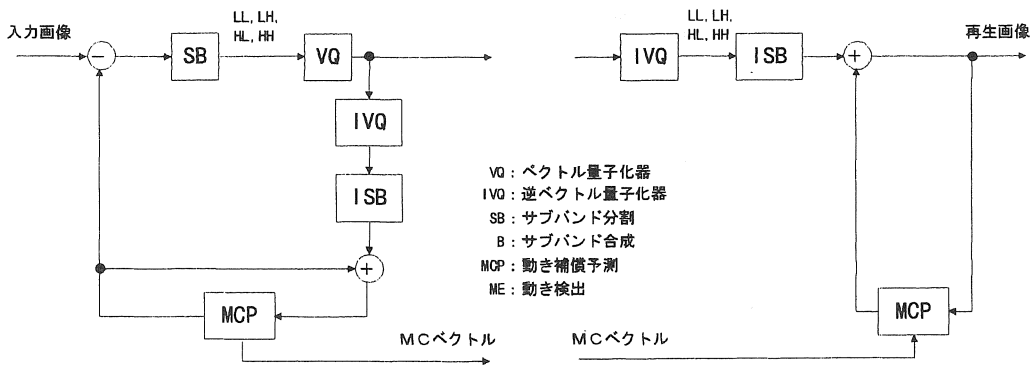 入力画像
LL, LH,
HL, HH
SB
VQ
IVQ
ISB
MCP
MCベクトル
LL, LH,
HL, HH
再生画像
IVQ
ISB
MCP
MCベクトル
VQ：ベクトル量子化器
IVQ：逆ベクトル量子化器
SB：サブバンド分割
B：サブバンド合成
MCP：動き補償予測
ME：動き検出